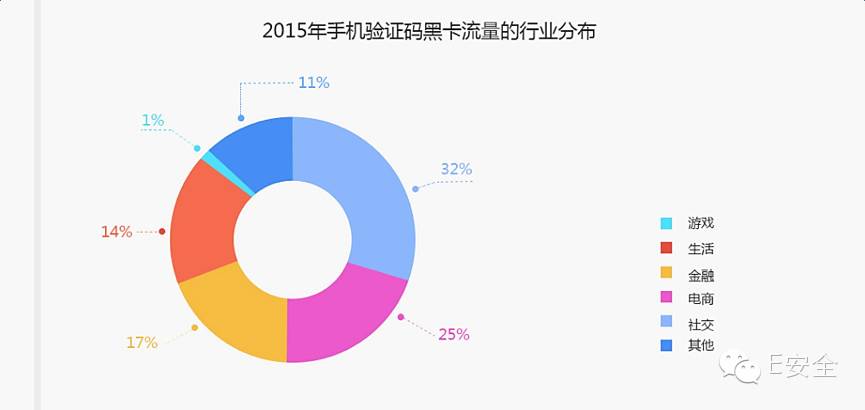 2015年手机验证码黑卡流量的行业分布
11%
1%
32%
14%
17%
25%
游戏
生活
金融
电商
社交
其他
E安全